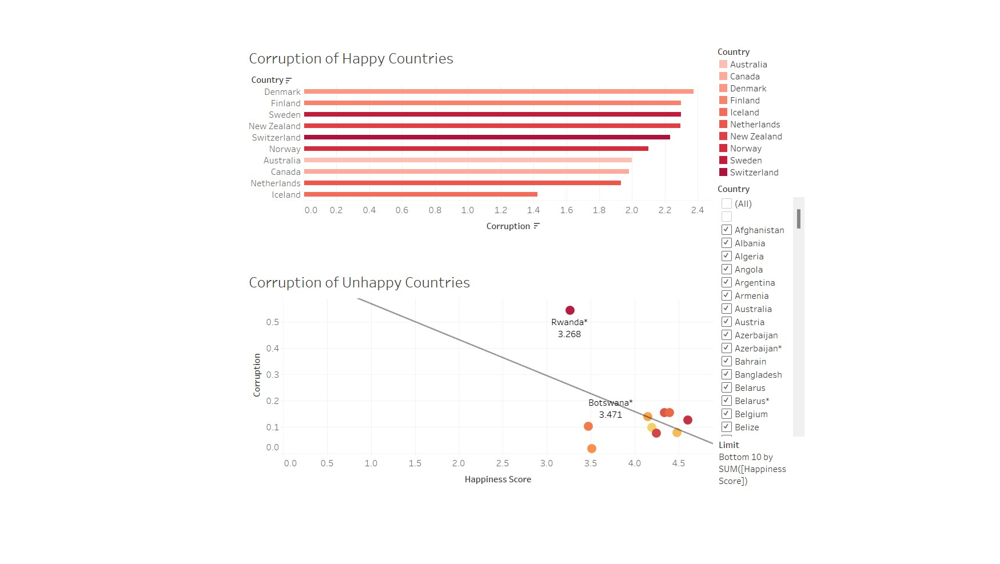 Corruption of Happy Countries
Country
Denmark
Finland
Sweden
New Zealand
Switzerland
Norway
Australia
Canada
Netherlands
Iceland
0.0 0.2 0.4 0.6 0.8 1.0 1.2 1.4 1.6 1.8 2.0 2.2 2.4
Corruption
Country
Australia
Canada
Denmark
Finland
Iceland
Netherlands
New Zealand
Norway
Sweden
Switzerland
Country
(All)
Afghanistan
Albania
Algeria
Angola
Argentina
Armenia
Australia
Austria
Azerbaijan
Azerbaijan*
Bahrain
Bangladesh
Belarus
Belarus*
Belgium
Belize
Limit
Bottom 10 by
SUM([Happiness
Score])
Corruption of Unhappy Countries
Corruption
0.5
0.4
0.3
0.2
0.1
0.0
Rwanda*
3.268
Botswana*
3.471
0.0 0.5 1.0 1.5 2.0 2.5 3.0 3.5 4.0 4.5
Happiness Score